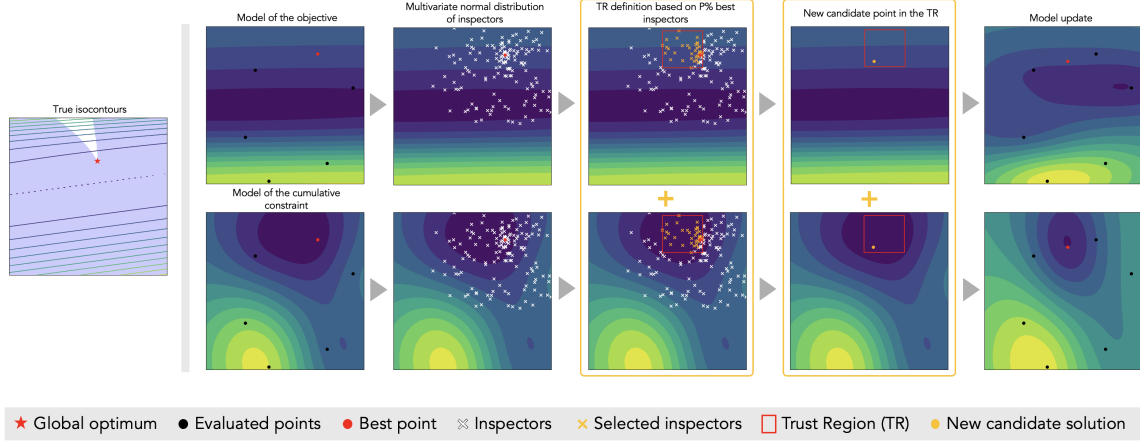 Model of the objective
Multivariate normal distribution
of inspectors
TR definition based on P% best
inspectors
New candidate point in the TR
Model update
True isocontours
Model of the cumulative
constraint
+
+
Global optimum
Evaluated points
Best point
Inspectors
Selected inspectors
Trust Region (TR)
New candidate solution